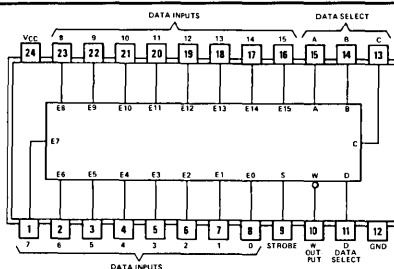 DATA INPUTS DATA SELECT
VCC 8 9 10 11 12 13 14 15 A B C
24 23 22 21 20 19 18 17 16 15 14 13
E8 E9 E10 E11 E12 E13 E14 E15 A B
E7 C
E6 E5 E4 E3 E2 E1 E0 S W D
1 2 3 4 5 6 7 8 9 10 11 12
7 6 5 4 3 2 1 0 STROBE W D GND
OUT DATA
PUT SELECT
DATA INPUTS